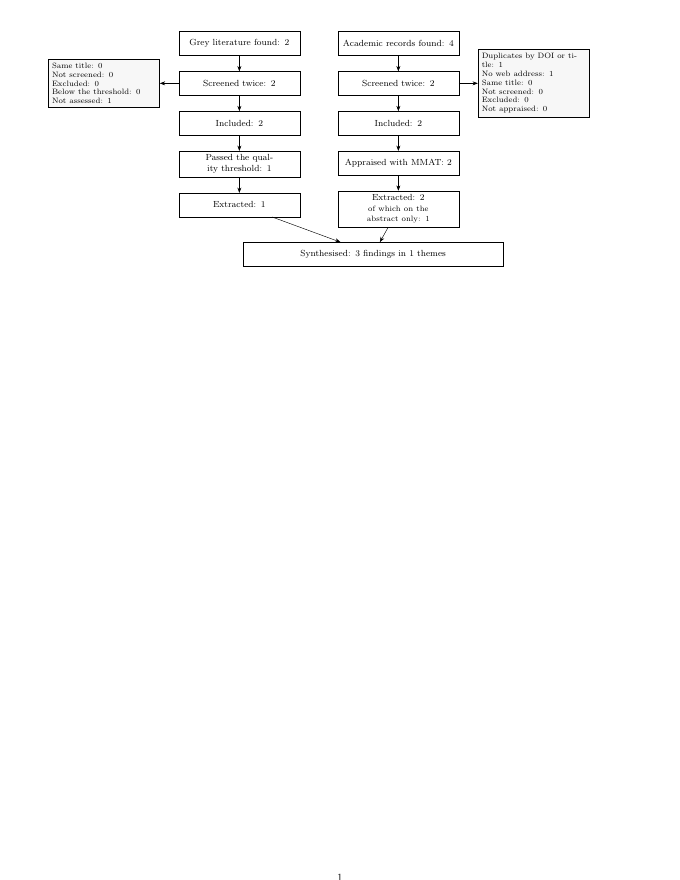 Grey literature found: 2
Academic records found: 4
Same title: 0
Not screened: 0
Excluded: 0
Below the threshold: 0
Not assessed: 1
Screened twice: 2
Screened twice: 2
Duplicates by DOI or ti-
tle: 1
No web address: 1
Same title: 0
Not screened: 0
Excluded: 0
Not appraised: 0
Included: 2
Included: 2
Passed the qual-
ity threshold: 1
Appraised with MMAT: 2
Extracted: 1
Extracted: 2
of which on the
abstract only: 1
Synthesised: 3 findings in 1 themes
1